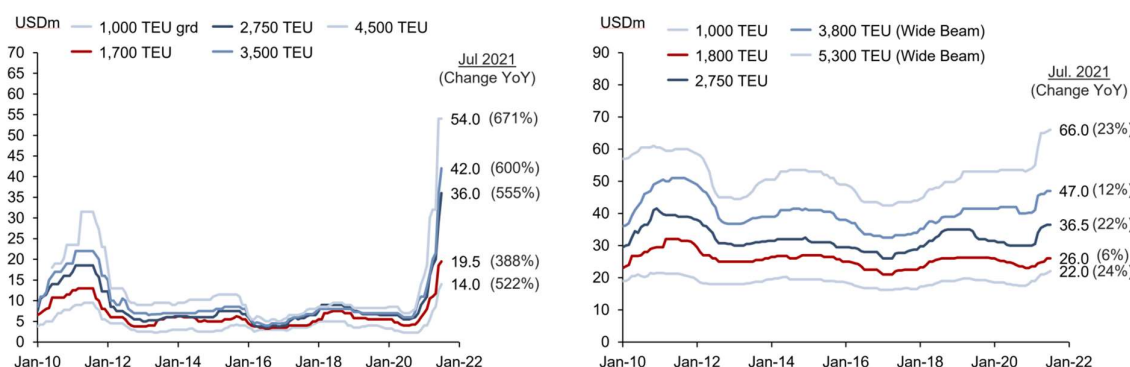 USDm
1,000 TEU grd
2,750 TEU
4,500 TEU
1,700 TEU
3,500 TEU
Jul 2021
(Change YoY)
70
65
60
55
50
45
40
35
30
25
20
15
10
5
0
54.0 (671%)
42.0 (600%)
36.0 (555%)
19.5 (388%)
14.0 (522%)
Jan-10 Jan-12 Jan-14 Jan-16 Jan-18 Jan-20 Jan-22
USDm
1,000 TEU
3,800 TEU (Wide Beam)
1,800 TEU
5,300 TEU (Wide Beam)
2,750 TEU
Jul. 2021
(Change YoY)
90
80
70
60
50
40
30
20
10
0
66.0 (23%)
47.0 (12%)
36.5 (22%)
26.0 (6%)
22.0 (24%)
Jan-10 Jan-12 Jan-14 Jan-16 Jan-18 Jan-20 Jan-22